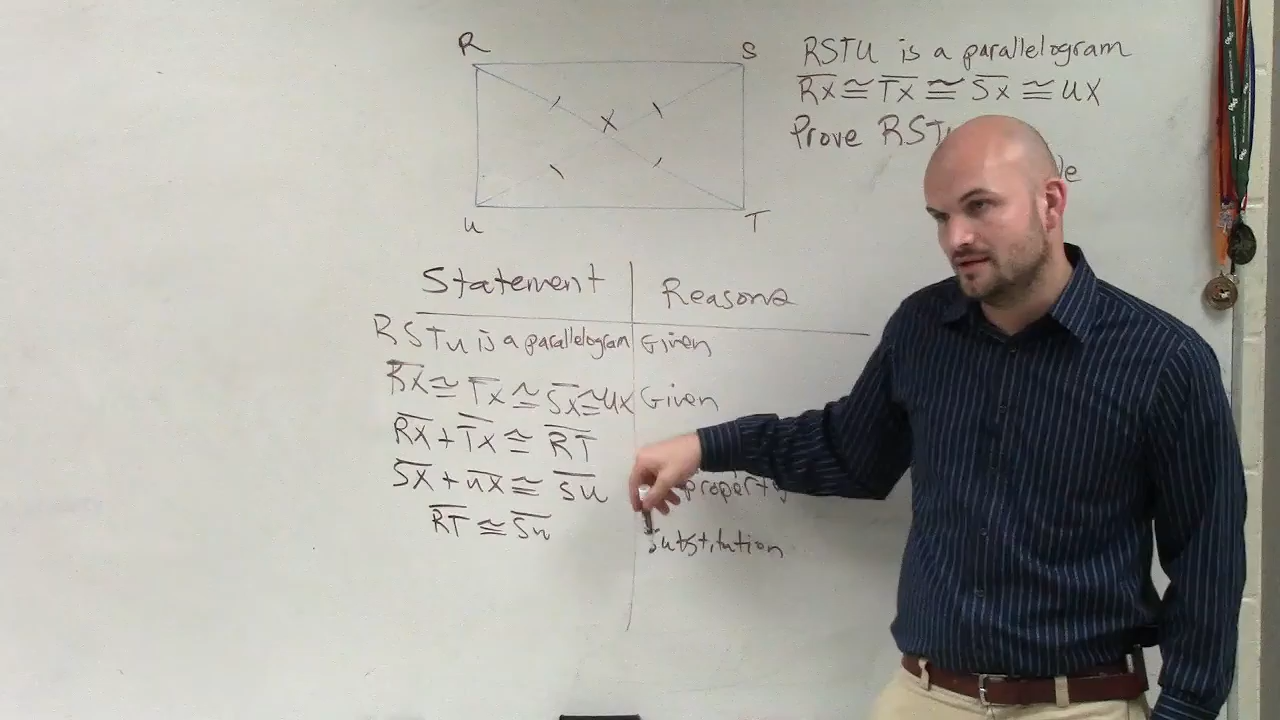 R S
X
U T
RSTU is a parallelogram
RX ≅ TX ≅ SX ≅ UX
Prove RST
Statement Reasons
RSTU is a parallelogram Given
RX ≅ TX ≅ SX ≅ UX Given
RX + TX ≅ RT
SX + UX ≅ SU property
RT ≅ SU Substitution